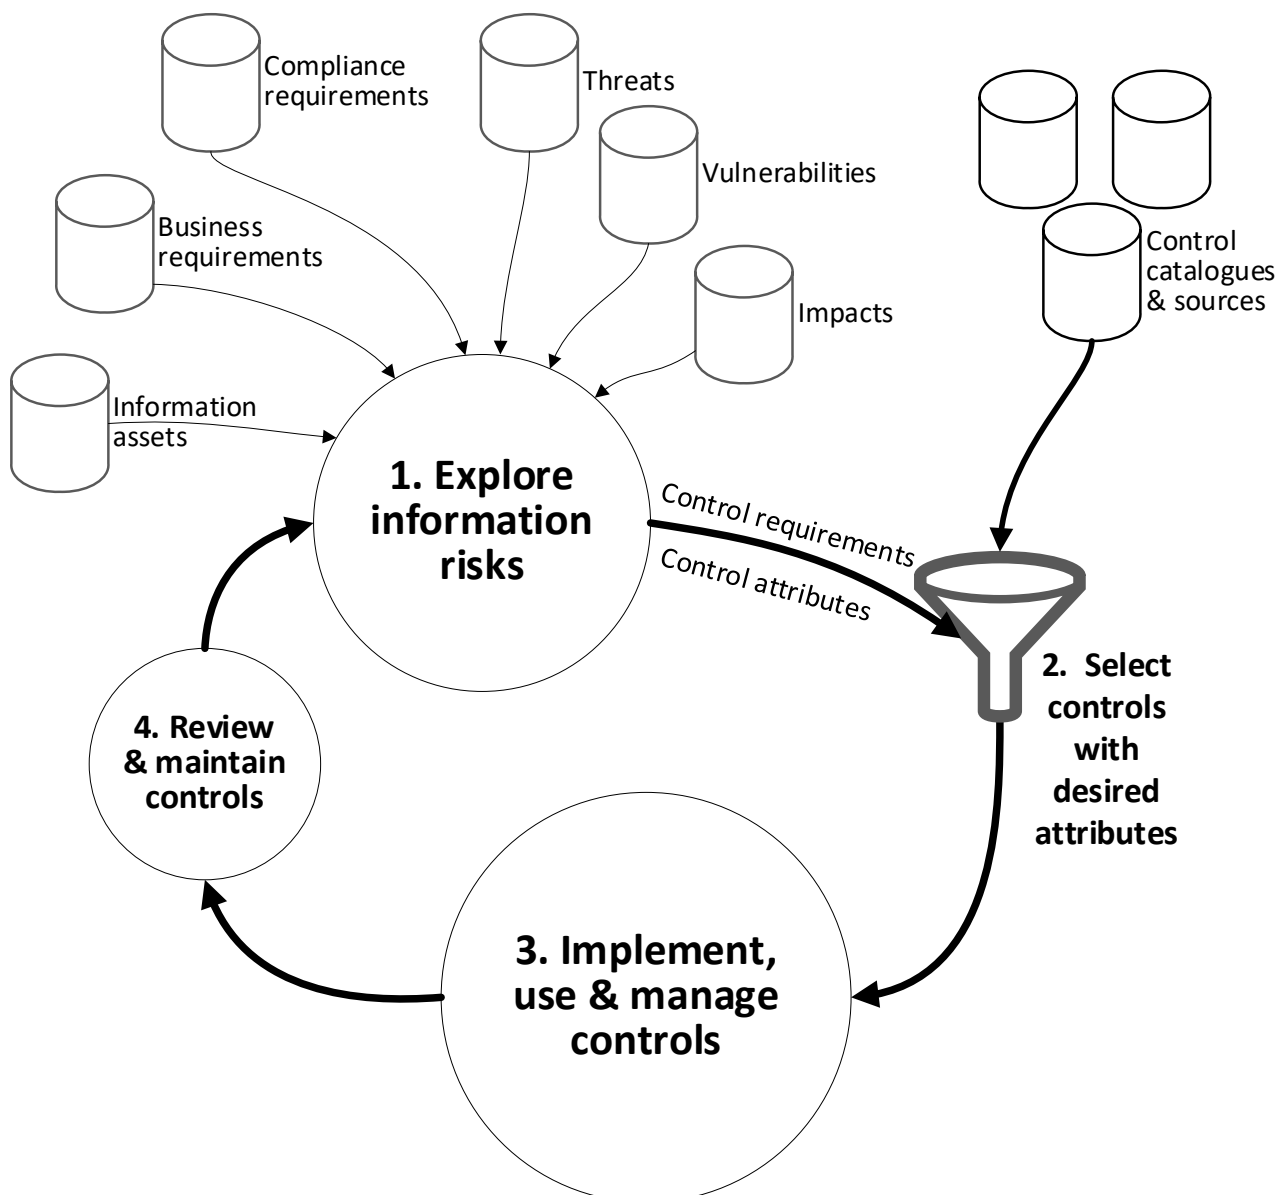 Compliance
requirements
Threats
Vulnerabilities
Business
requirements
Control
catalogues
& sources
Impacts
Information
assets
1. Explore
information
risks
Control requirements
Control attributes
2. Select
controls
with
desired
attributes
4. Review
& maintain
controls
3. Implement,
use & manage
controls